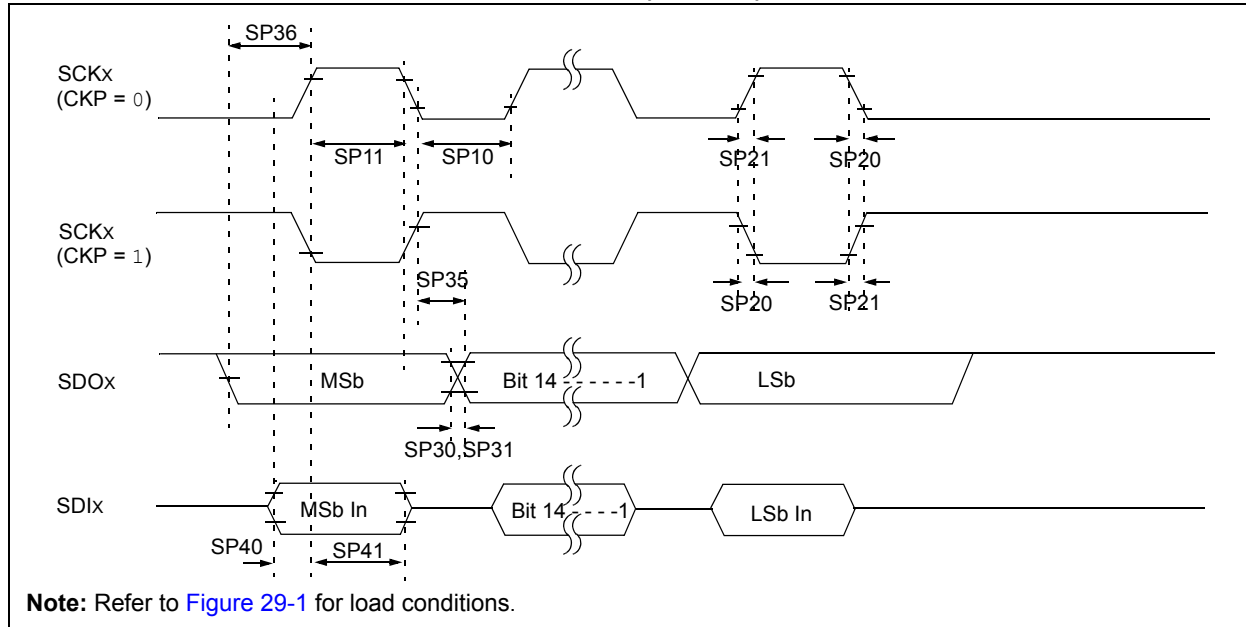 SP36
SCKx
(CKP = 0)
SP11
SP10
SP21
SP20
SCKx
(CKP = 1)
SP35
SP20
SP21
SDOx
MSb
Bit 14 - - - - - -1
LSb
SP30,SP31
SDIx
MSb In
Bit 14 - - - -1
LSb In
SP40
SP41
Note: Refer to Figure 29-1 for load conditions.